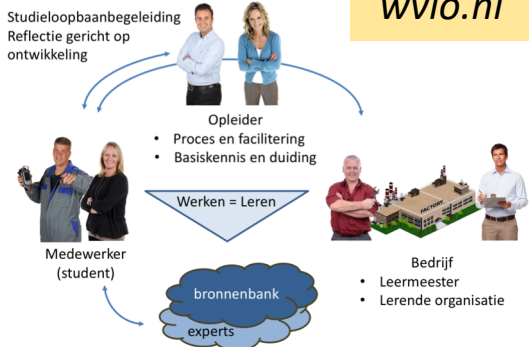 Studieloopbaanbegeleiding
Reflectie gericht op
ontwikkeling
wvlo.nl
Opleider
• Proces en facilitering
• Basiskennis en duiding
Werken = Leren
FACTORY
Medewerker
(student)
Bedrijf
• Leermeester
• Lerende organisatie
bronnenbank
experts